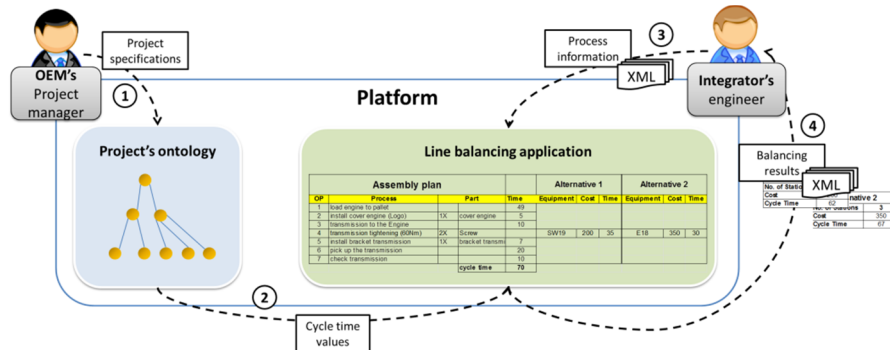 Project
specifications
OEM's
Project
manager
1
Process
information
XML
3
Integrator's
engineer
Platform
4
Project's ontology
Line balancing application
Assembly plan Alternative 1 Alternative 2
OP Process Part Time Equipment Cost Time Equipment Cost Time
1 load engine to pallet 49
2 install cover engine (Logo) 1X cover engine 5
3 transmission to the Engine 10
4 transmission tightening (60Nm) 2X Screw SW19 200 35 E18 350 30
5 install bracket transmission 1X bracket transmi 7
6 pick up the transmission 20
7 check transmission 10
cycle time 70
Balancing
results
XML
No. of Static
Cost
Cycle Time 62
native 2
No. of Stations 3
Cost 350
Cycle Time 67
2
Cycle time
values